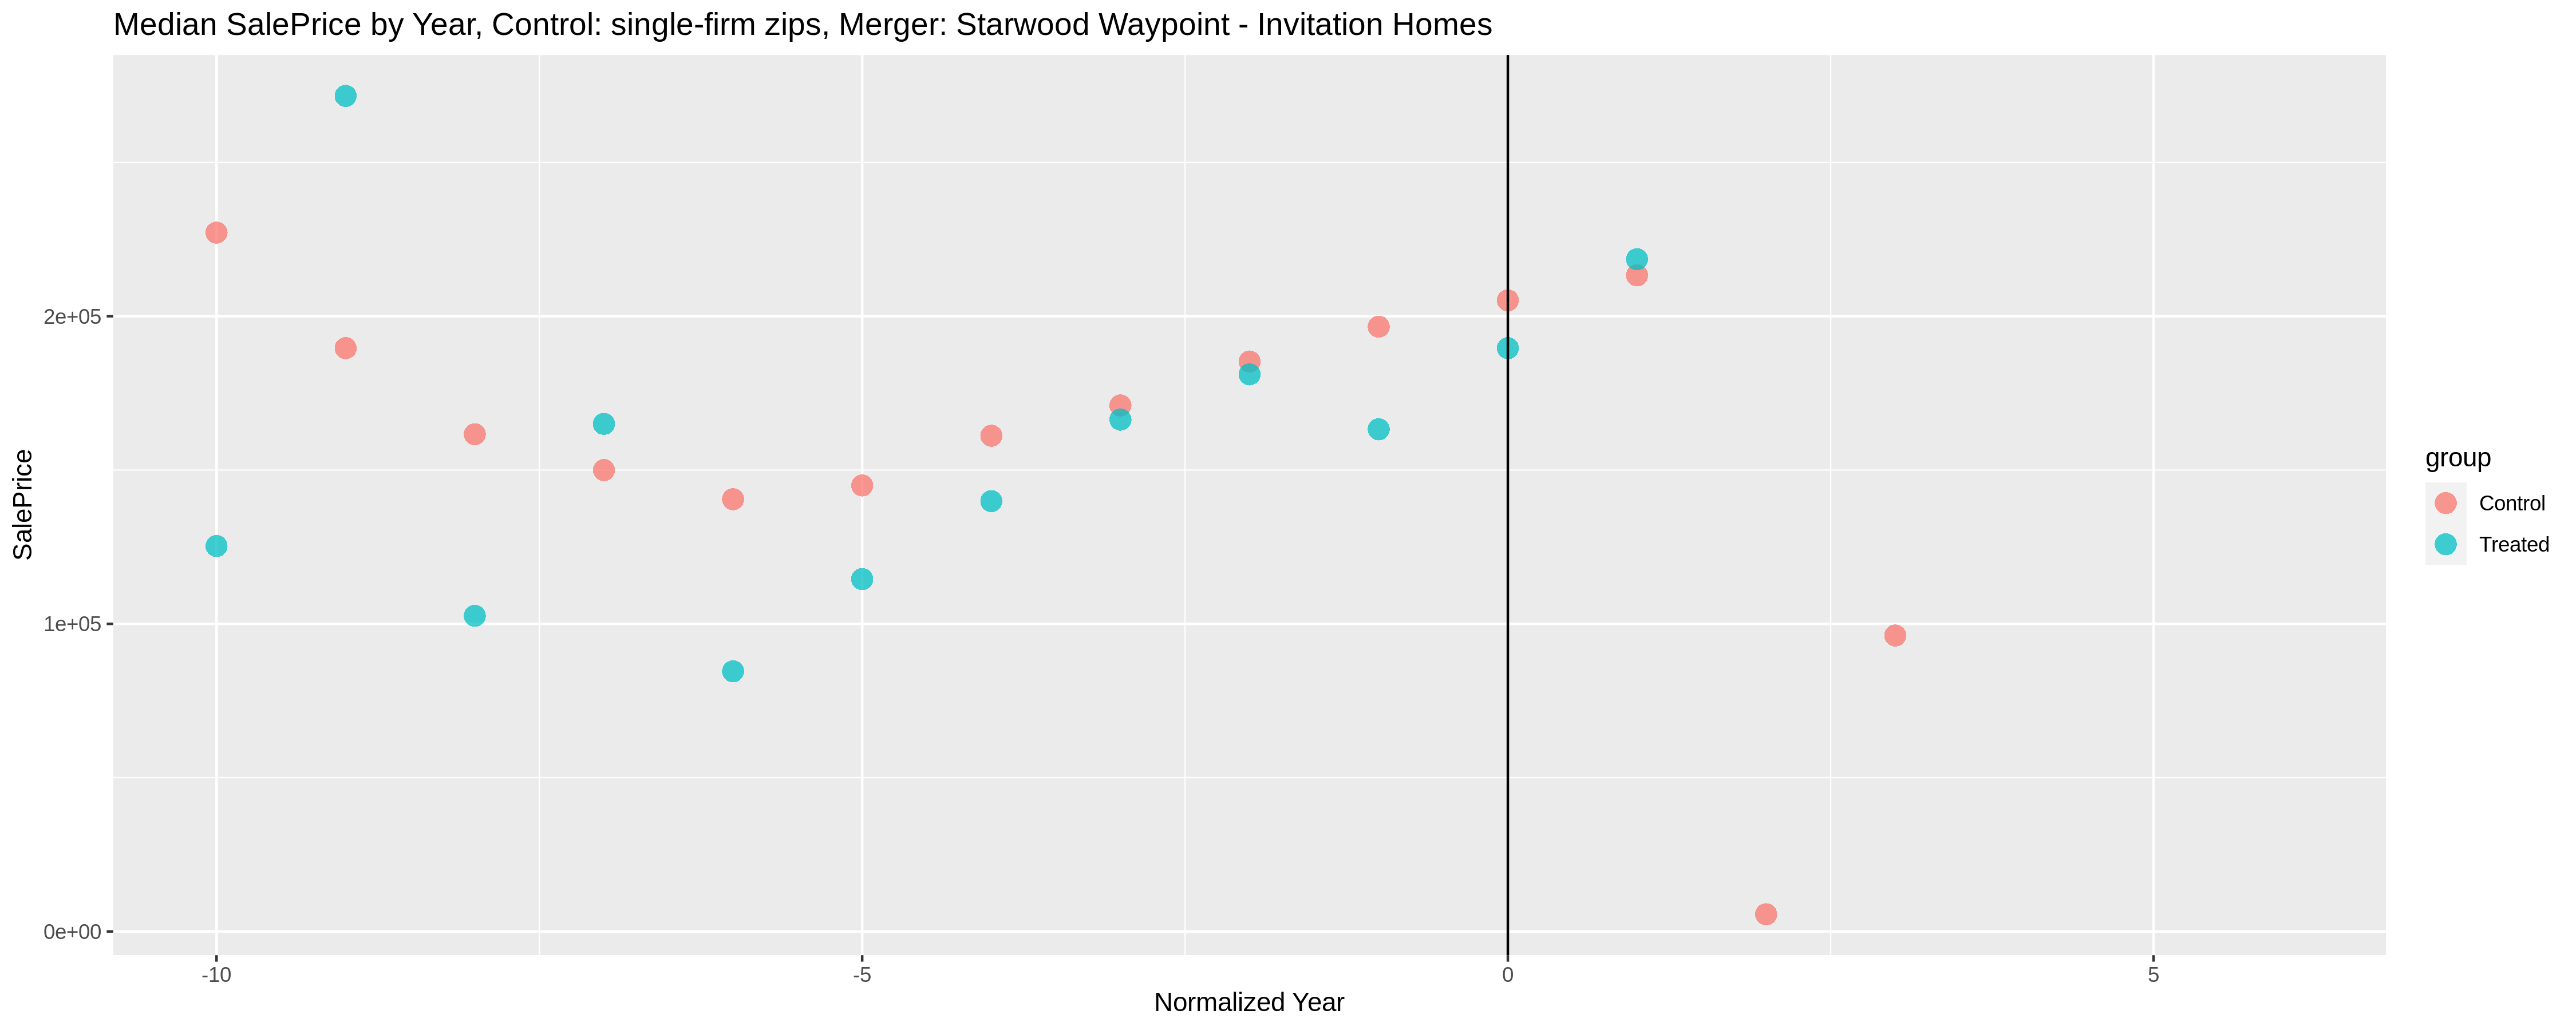 Median SalePrice by Year, Control: single-firm zips, Merger: Starwood Waypoint - Invitation Homes
SalePrice
2e+05
1e+05
0e+00
-10
-5
0
5
Normalized Year
group
Control
Treated